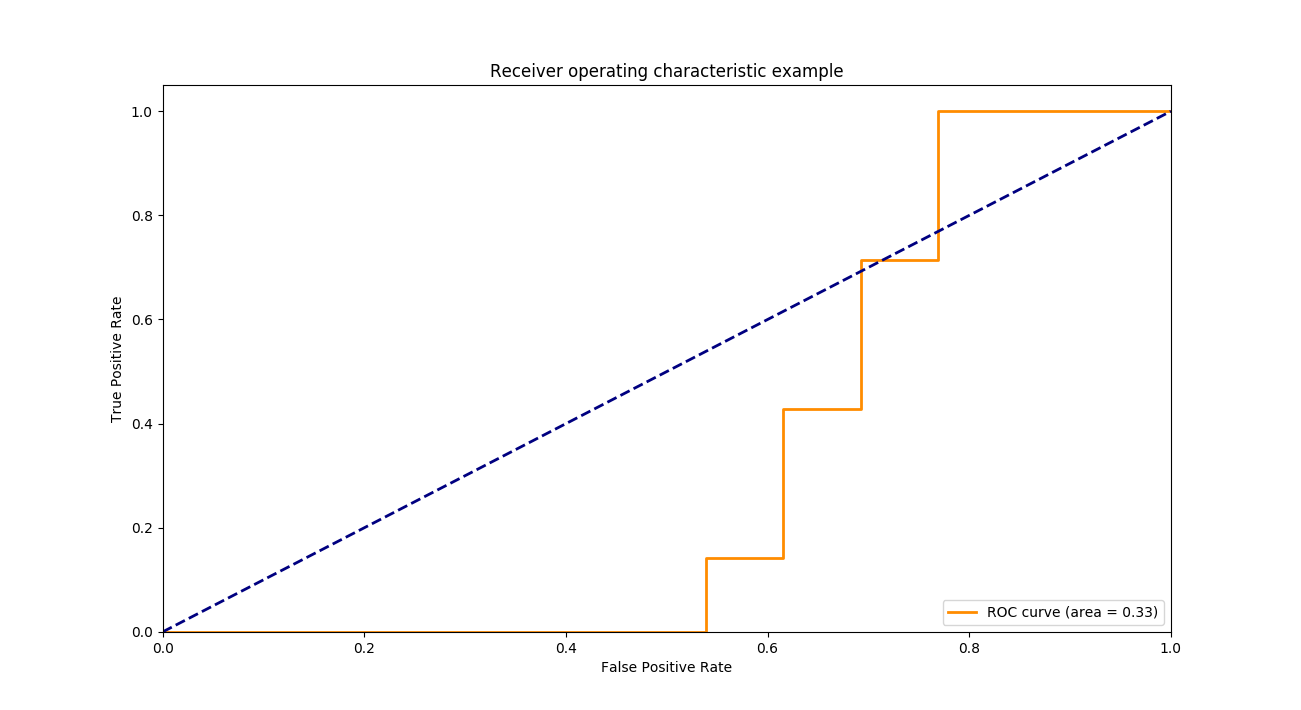 Receiver operating characteristic example
1.0
0.8
0.6
0.4
0.2
0.0
True Positive Rate
ROC curve (area = 0.33)
0.0 0.2 0.4 0.6 0.8 1.0
False Positive Rate